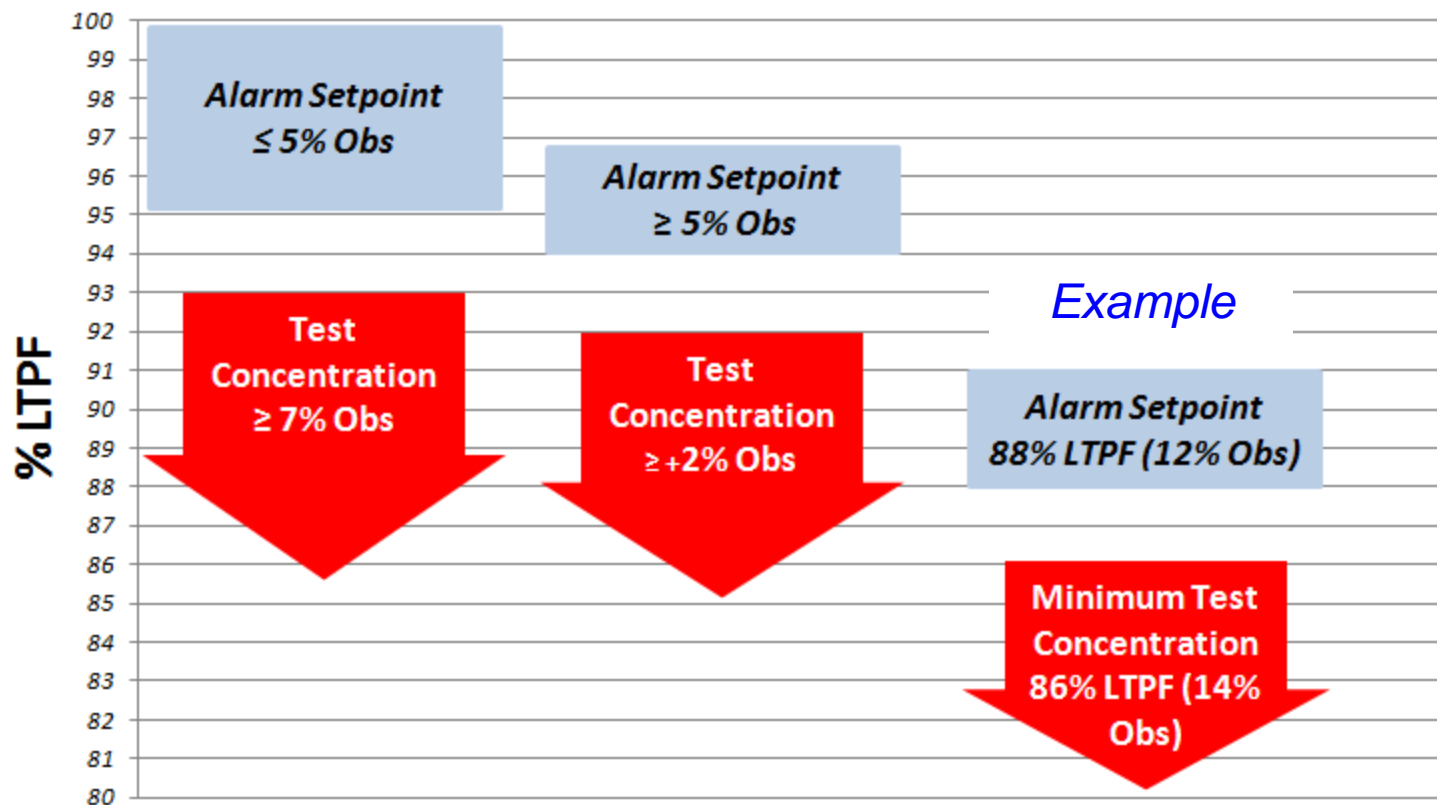 % LTPF
100
99
98
97
96
95
94
93
92
91
90
89
88
87
86
85
84
83
82
81
80
Alarm Setpoint
≤ 5% Obs
Test
Concentration
≥ 7% Obs
Alarm Setpoint
≥ 5% Obs
Test
Concentration
≥ +2% Obs
Example
Alarm Setpoint
88% LTPF (12% Obs)
Minimum Test
Concentration
86% LTPF (14%
Obs)